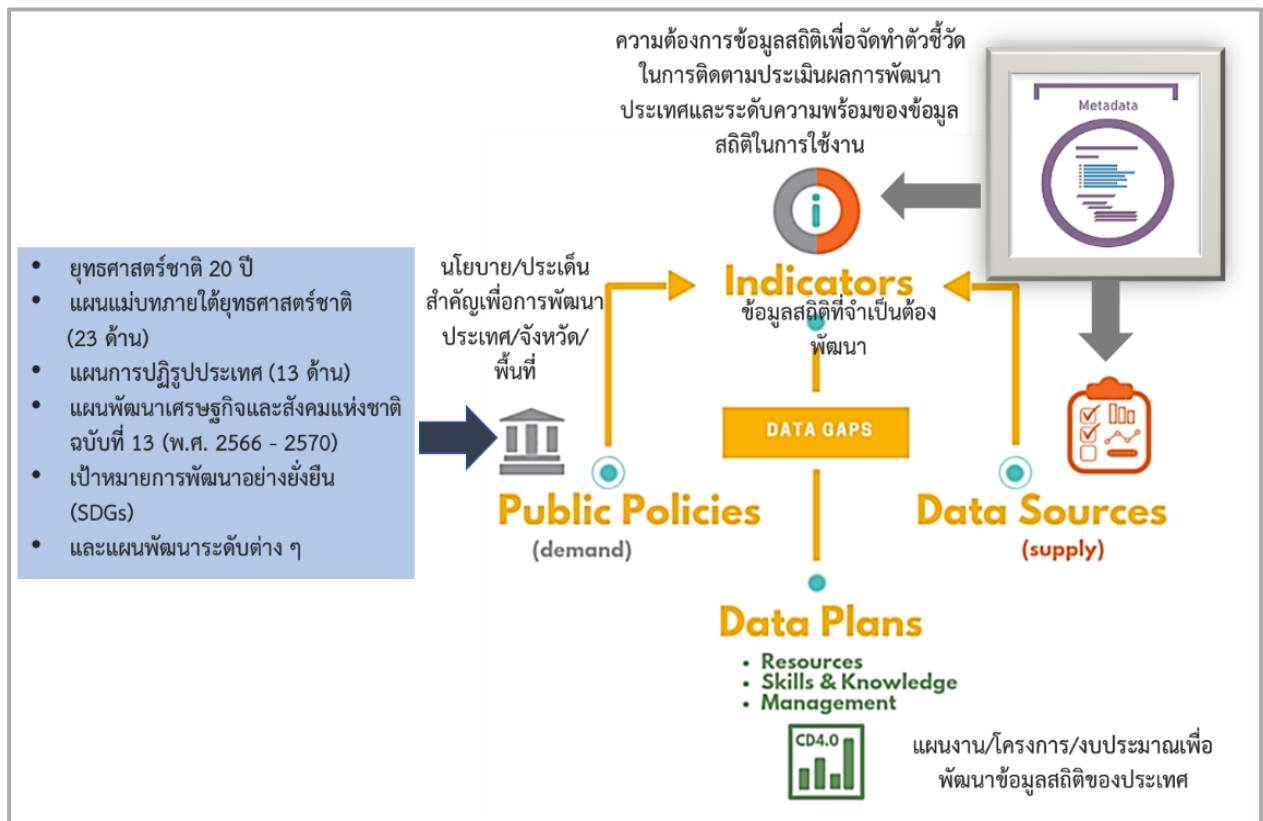 ความต้องการข้อมูลสถิติเพื่อจัดทำตัวชี้วัด
ในการติดตามประเมินผลการพัฒนา
ประเทศและระดับความพร้อมของข้อมูล
สถิติในการใช้งาน
Metadata
i
Indicators
ข้อมูลสถิติที่จำเป็นต้อง
พัฒนา
นโยบาย/ประเด็น
สำคัญเพื่อการพัฒนา
ประเทศ/จังหวัด/
พื้นที่
• ยุทธศาสตร์ชาติ 20 ปี
• แผนแม่บทภายใต้ยุทธศาสตร์ชาติ
(23 ด้าน)
• แผนการปฏิรูปประเทศ (13 ด้าน)
• แผนพัฒนาเศรษฐกิจและสังคมแห่งชาติ
ฉบับที่ 13 (พ.ศ. 2566 - 2570)
• เป้าหมายการพัฒนาอย่างยั่งยืน
(SDGs)
• และแผนพัฒนาระดับต่าง ๆ
DATA GAPS
Public Policies
(demand)
Data Sources
(supply)
Data Plans
• Resources
• Skills & Knowledge
• Management
CD4.0
แผนงาน/โครงการ/งบประมาณเพื่อ
พัฒนาข้อมูลสถิติของประเทศ